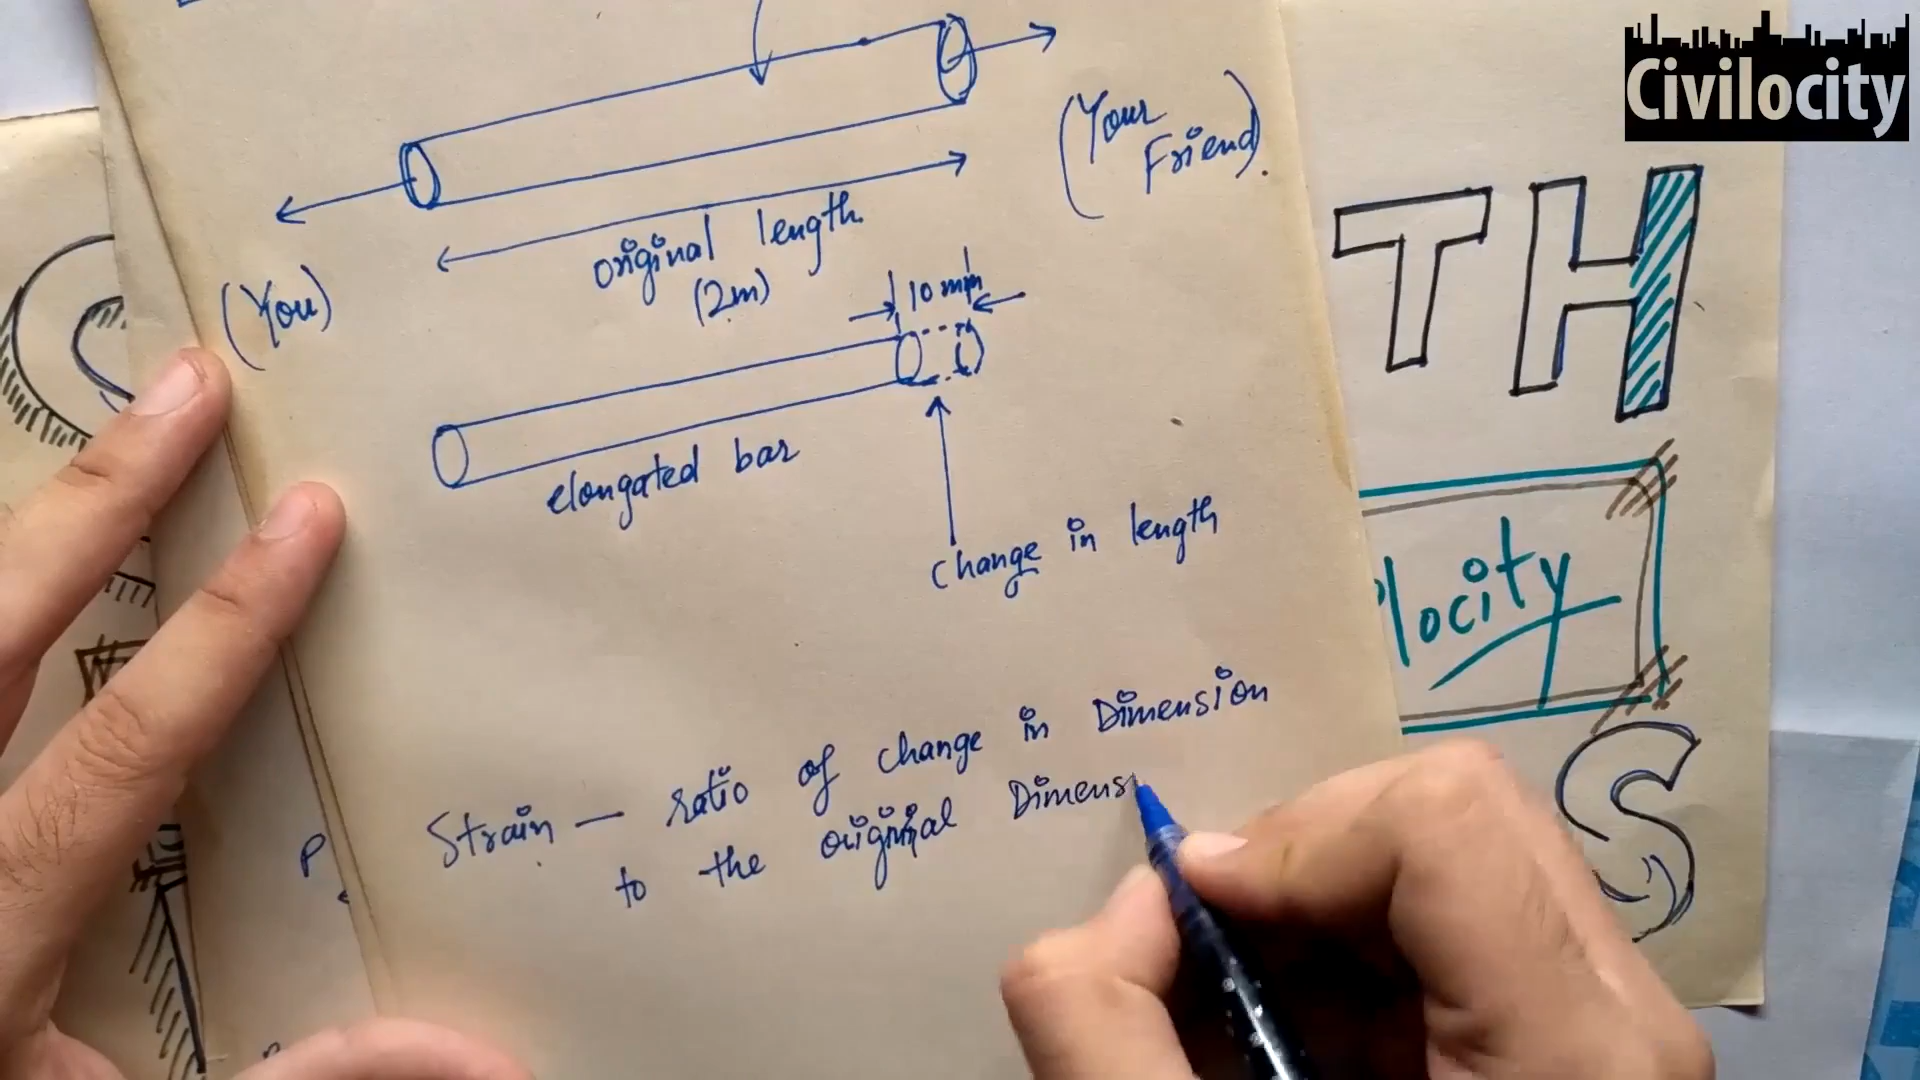 Civilocity
(Your
Friend).
TH
original length
(You)
(2m)
10 mm
elongated bar
change in length
locity
Strain — ratio of change in Dimension
to the original Dimens
P
S